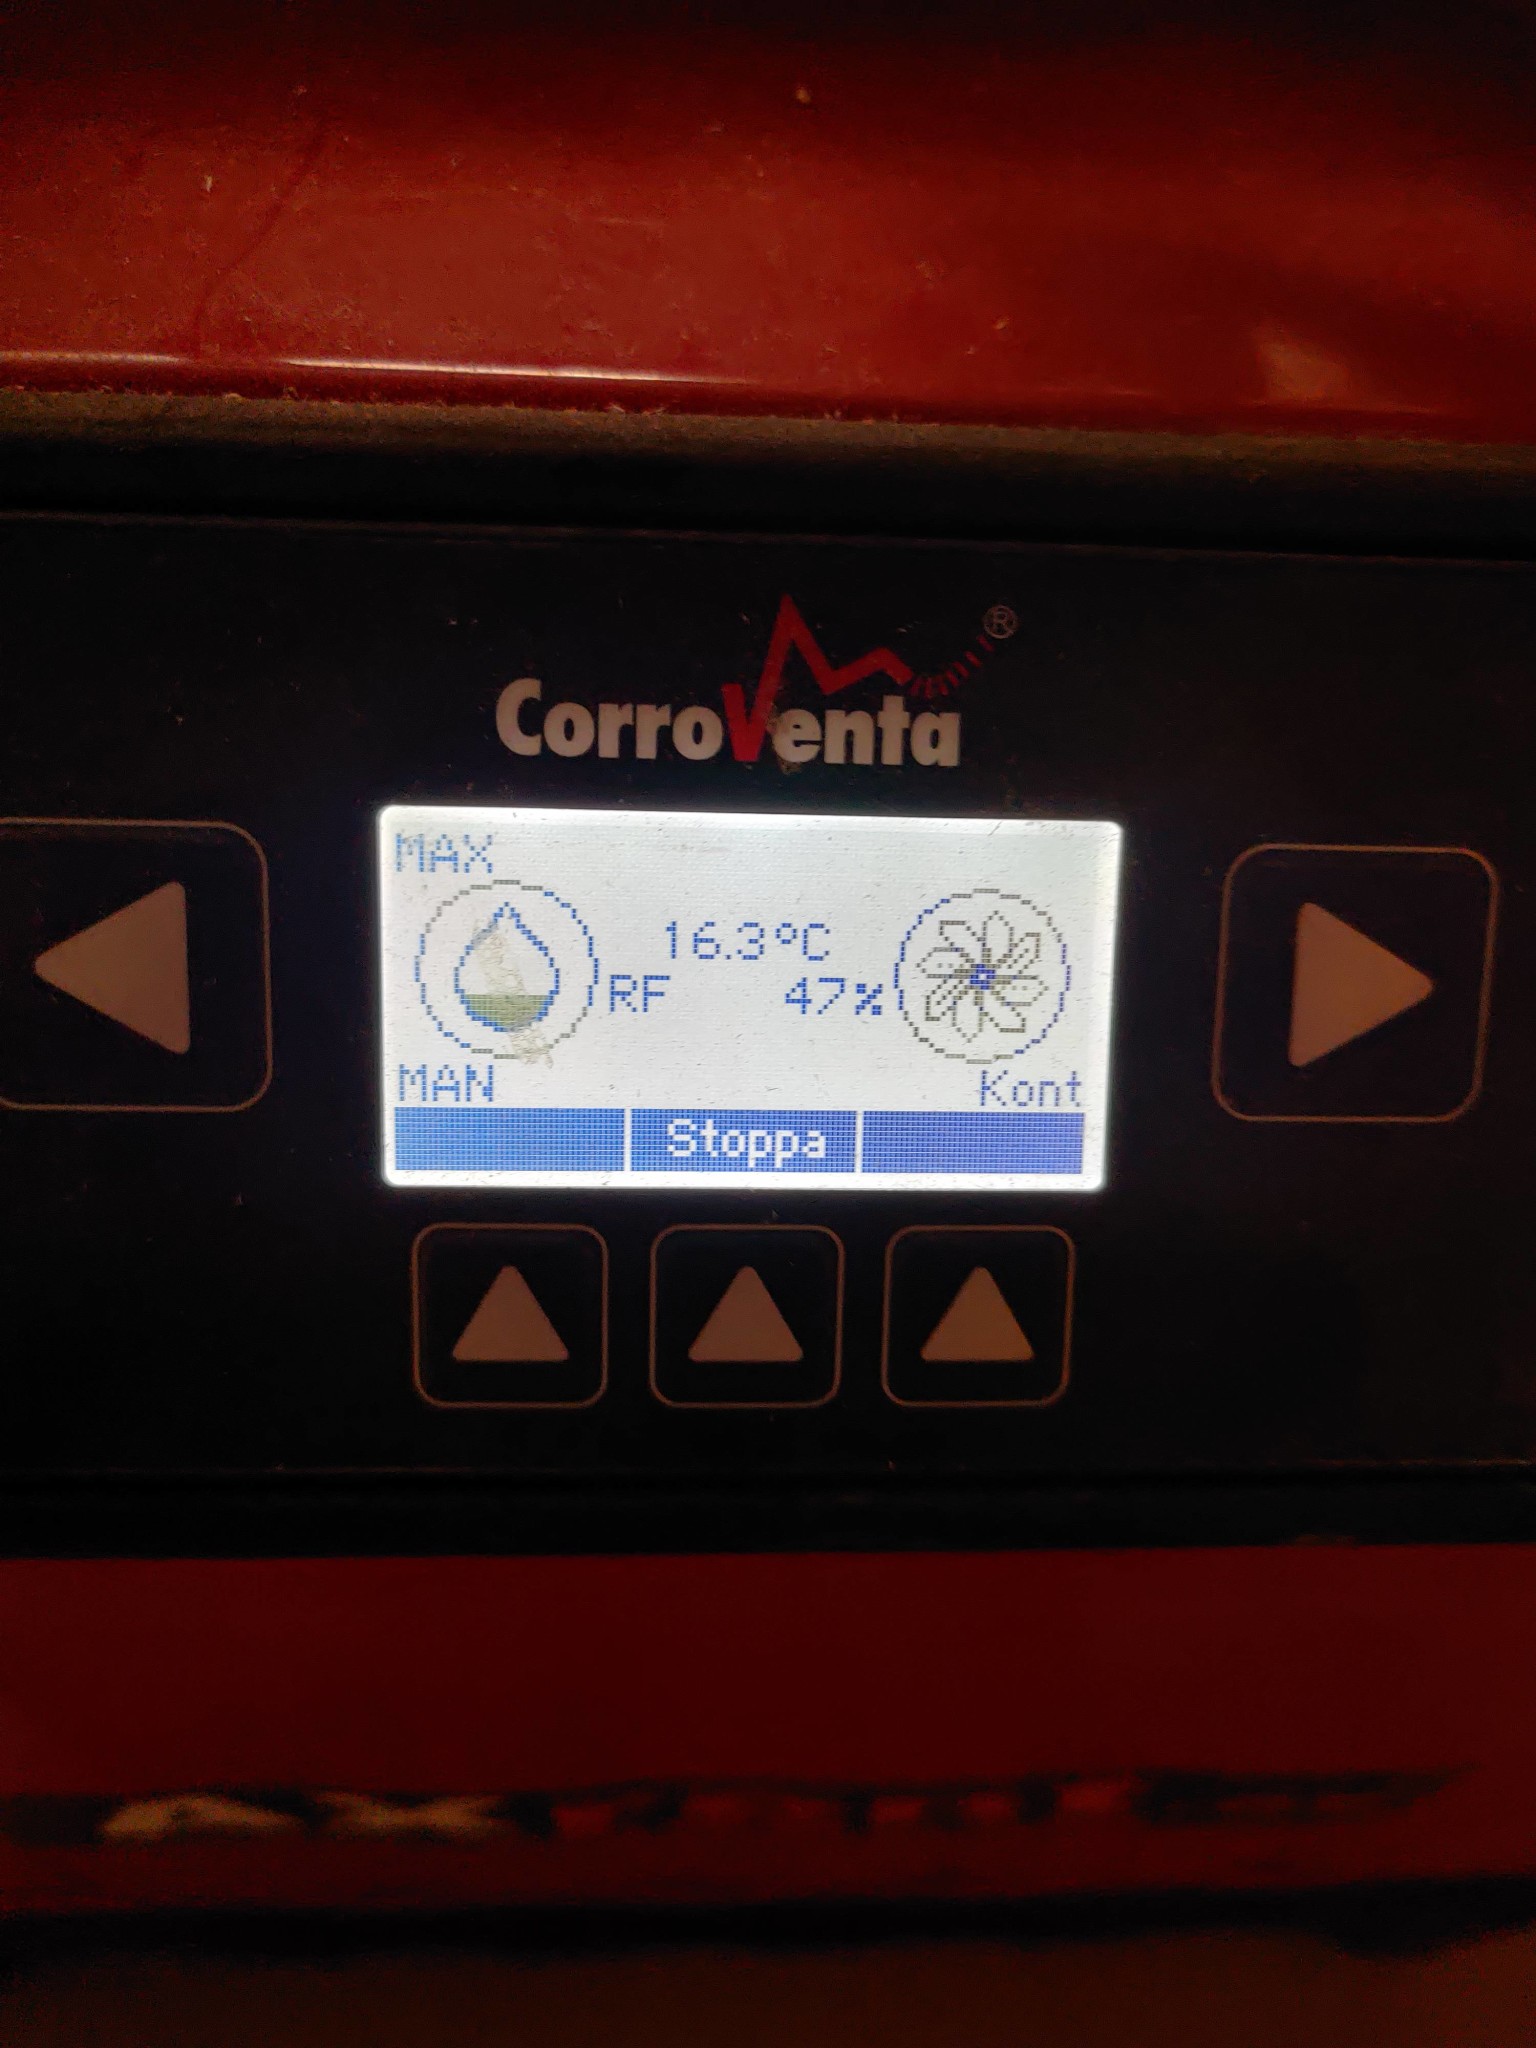 CorroVenta®
MAX
16.3°C
RF 47%
MAN Kont
Stoppa